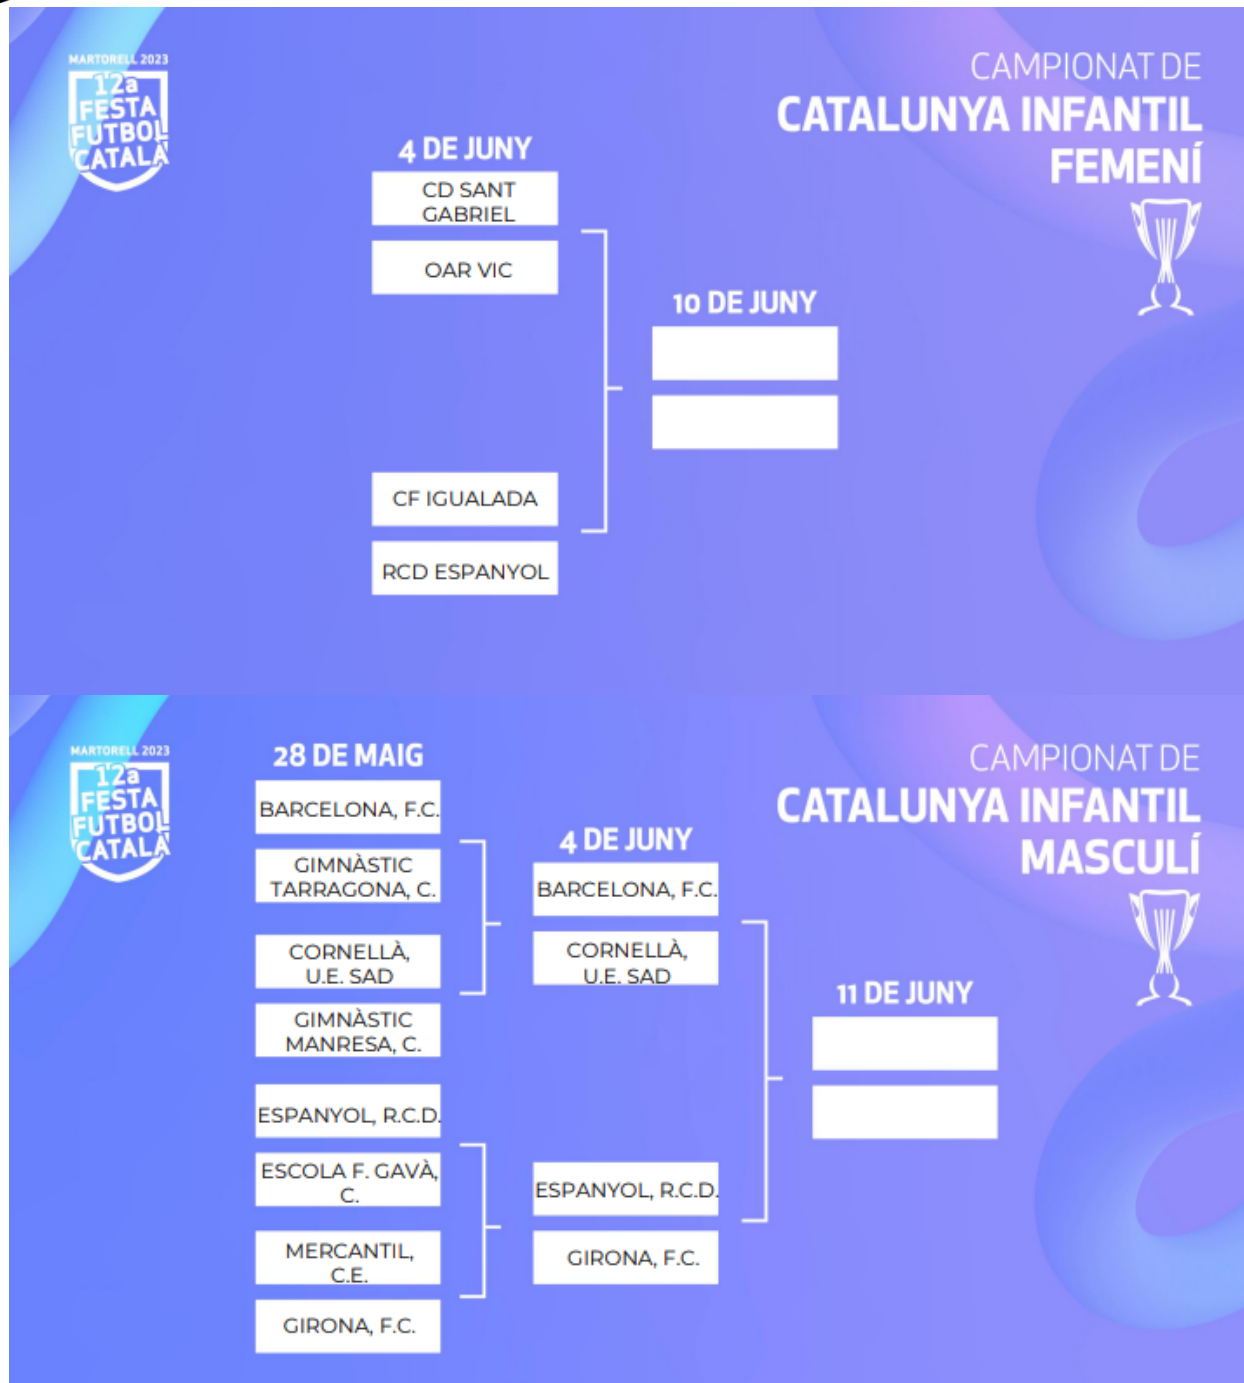 MARTORELL 2023
12a
FESTA
FUTBOL
CATALÀ
CAMPIONAT DE
CATALUNYA INFANTIL
FEMENÍ
4 DE JUNY
CD SANT
GABRIEL
OAR VIC
10 DE JUNY
CF IGUALADA
RCD ESPANYOL
MARTORELL 2023
12a
FESTA
FUTBOL
CATALÀ
CAMPIONAT DE
CATALUNYA INFANTIL
MASCULÍ
28 DE MAIG
BARCELONA, F.C.
GIMNÀSTIC
TARRAGONA, C.
CORNELLÀ,
U.E. SAD
GIMNÀSTIC
MANRESA, C.
ESPANYOL, R.C.D.
ESCOLA F. GAVÀ,
C.
MERCANTIL,
C.E.
GIRONA, F.C.
4 DE JUNY
BARCELONA, F.C.
CORNELLÀ,
U.E. SAD
ESPANYOL, R.C.D.
GIRONA, F.C.
11 DE JUNY